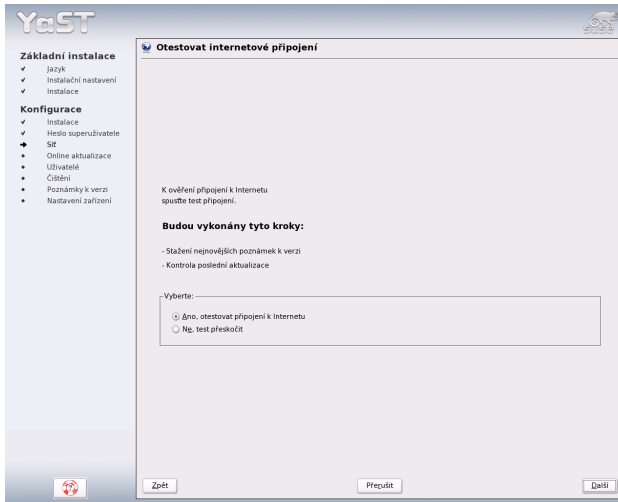 YaST
SUSE
Základní instalace
Jazyk
Instalační nastavení
Instalace
Konfigurace
Instalace
Heslo superuživatele
Síť
Online aktualizace
Uživatelé
Čištění
Poznámky k verzi
Nastavení zařízení
Otestovat internetové připojení
K ověření připojení k Internetu
spusťte test připojení.
Budou vykonány tyto kroky:
- Stažení nejnovějších poznámek k verzi
- Kontrola poslední aktualizace
Vyberte:
Ano, otestovat připojení k Internetu
Ne, test přeskočit
Zpět
Přerušit
Další